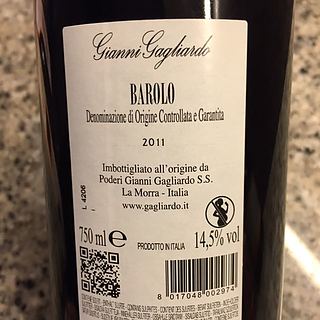 Gianni Gagliardo
BAROLO
Denominazione di Origine Controllata e Garantita
2011
Imbottigliato all'origine da
Poderi Gianni Gagliardo S.S.
La Morra - Italia
www.gagliardo.it
L 4206
750 ml e
PRODOTTO IN ITALIA
14,5% vol
8 017048 002974